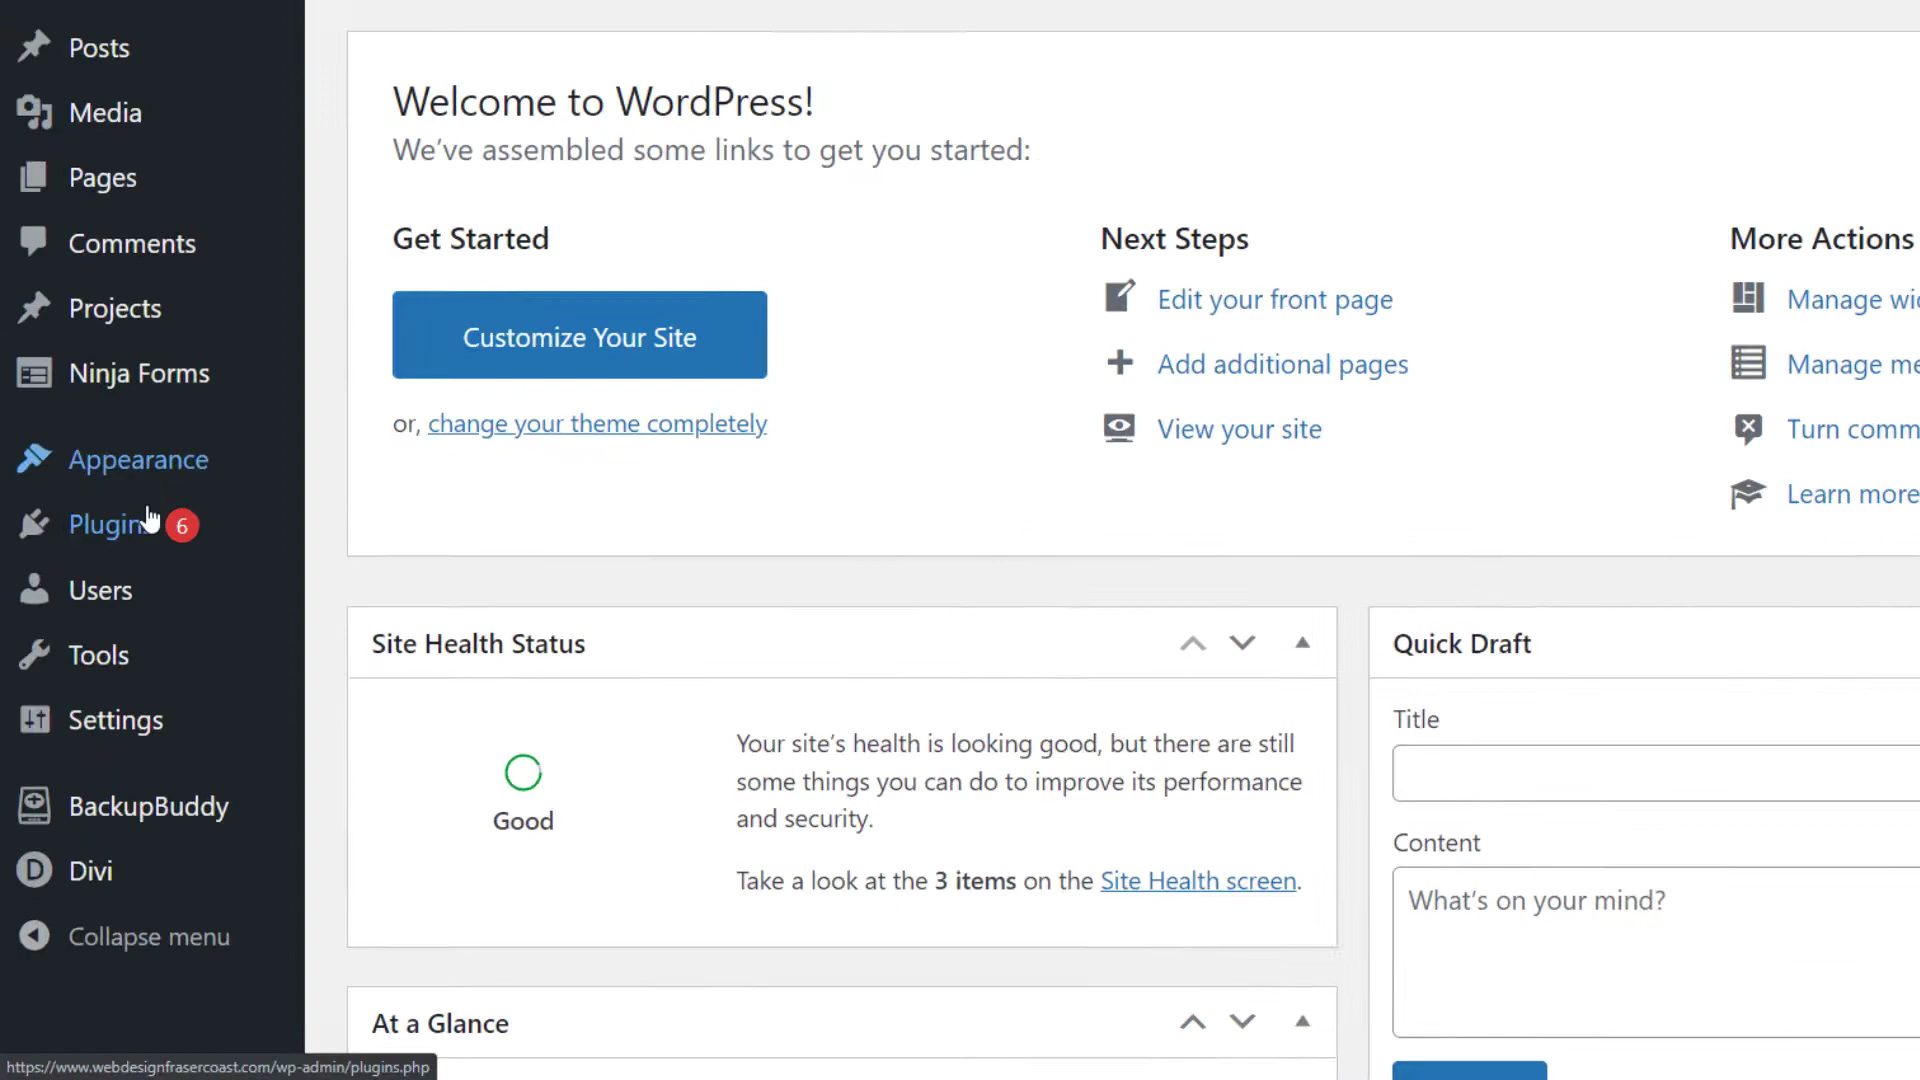 Posts
Media
Pages
Comments
Projects
Ninja Forms
Appearance
6
Users
Tools
Settings
BackupBuddy
D Divi
Collapse menu
Welcome to WordPress!
We’ve assembled some links to get you started:
Get Started
Customize Your Site
or, change your theme completely
Next Steps
Edit your front page
Add additional pages
View your site
More Actions
Manage
Manage
Turn
Learn more
Site Health Status
Good
Your site’s health is looking good, but there are still
some things you can do to improve its performance
and security.
Take a look at the 3 items on the Site Health screen.
At a Glance
Quick Draft
Title
Content
What’s on your mind?
https://www.webdesignfrasercoast.com/wp-admin/plugins.php